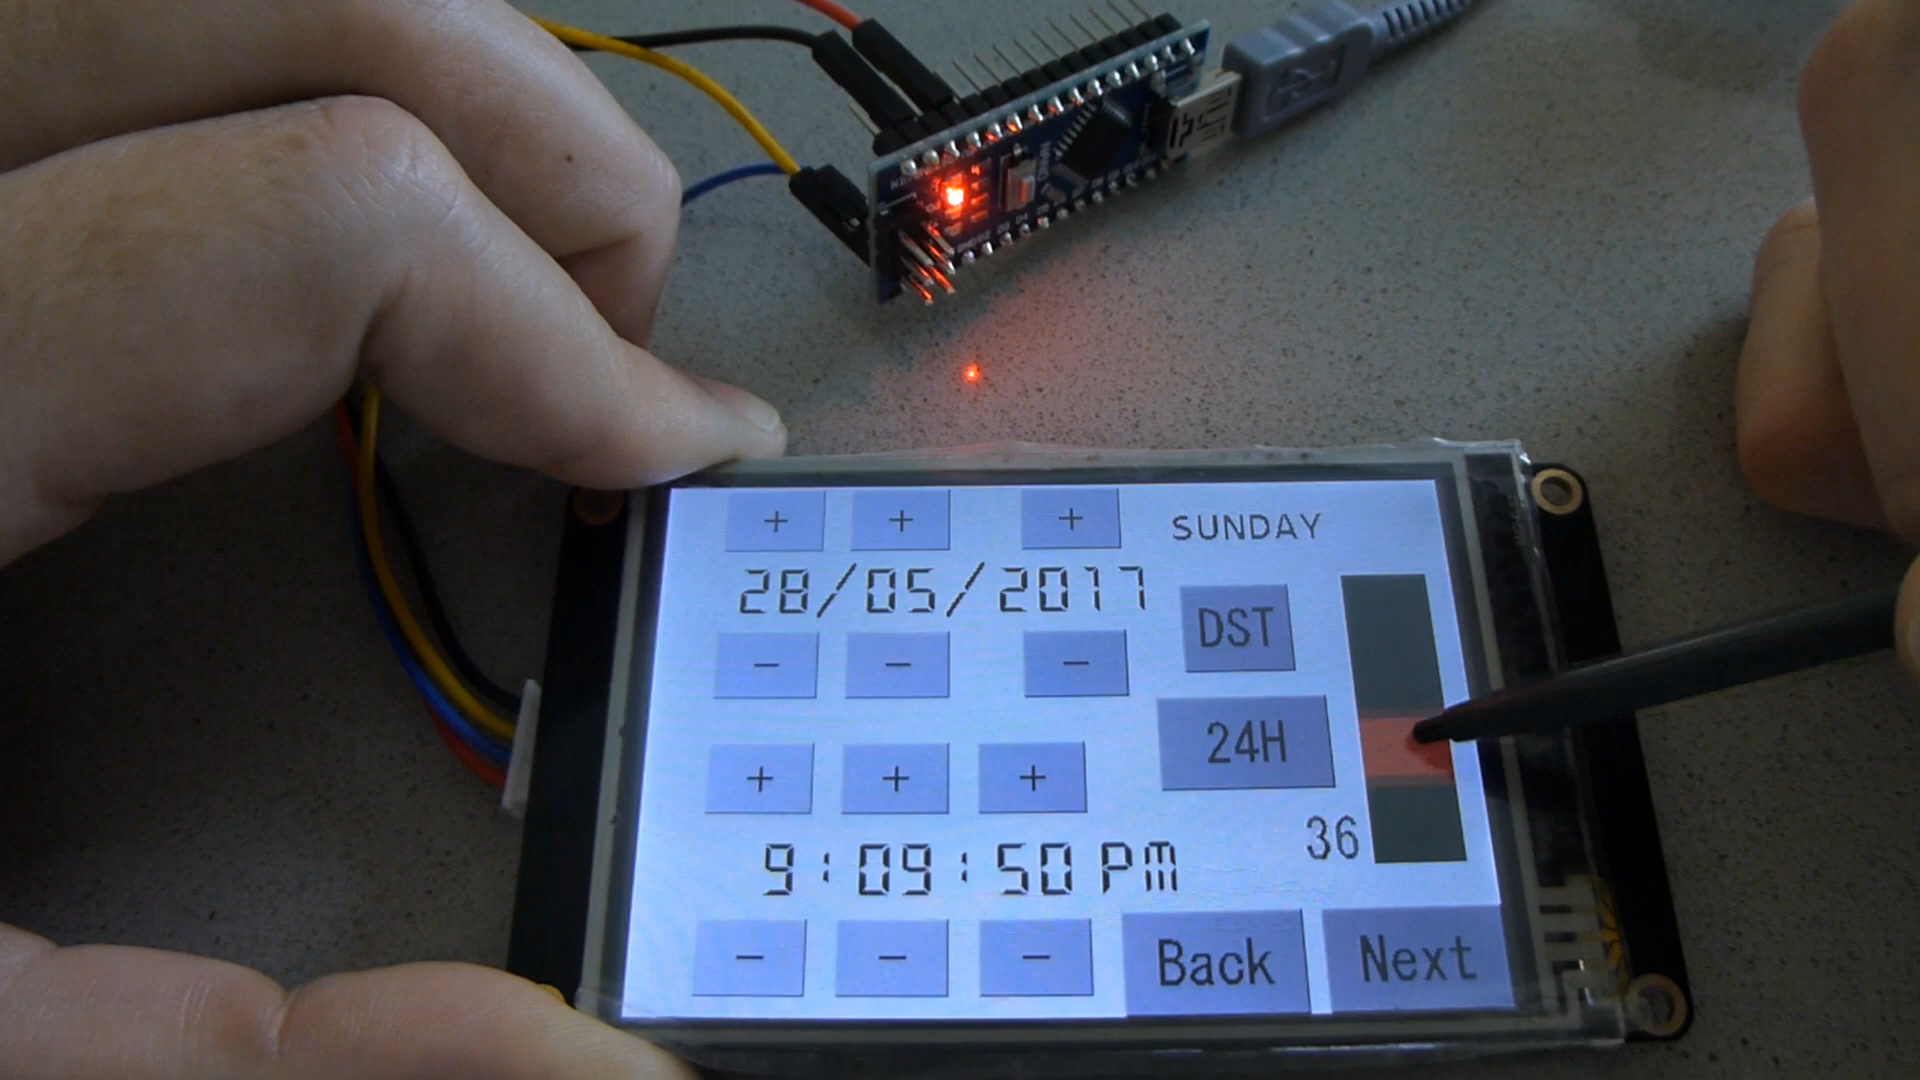 + + +
SUNDAY
28/05/2017
DST
- - -
24H
+ + +
36
9:09:50 PM
- - -
Back
Next